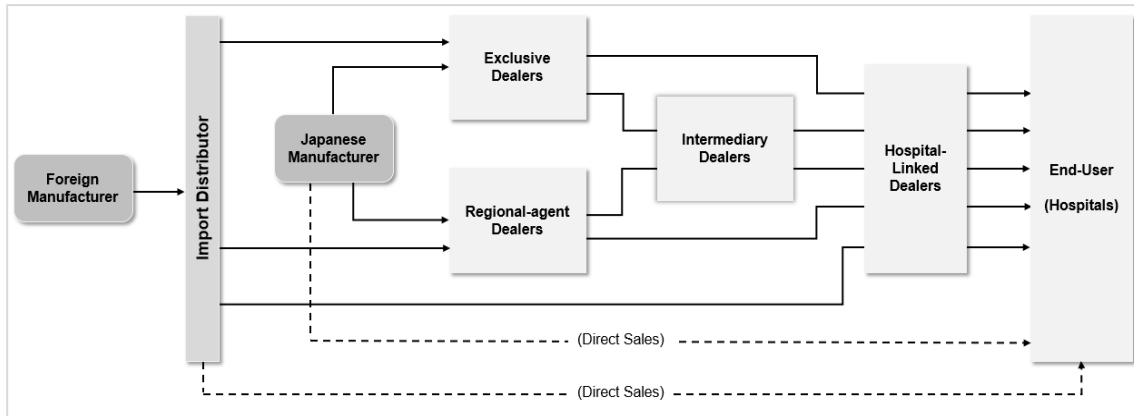 Foreign
Manufacturer
Import Distributor
Japanese
Manufacturer
Exclusive
Dealers
Regional-agent
Dealers
Intermediary
Dealers
Hospital-
Linked
Dealers
End-User
(Hospitals)
(Direct Sales)
(Direct Sales)